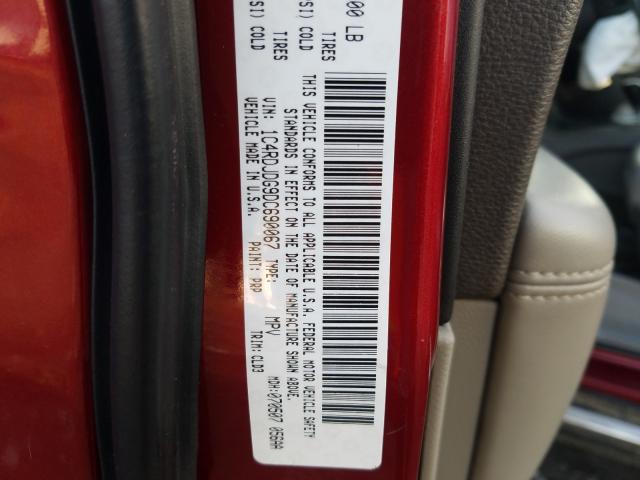 00 LB
TIRES
TIRES
SI) COLD
SI) COLD
THIS VEHICLE CONFORMS TO ALL APPLICABLE U.S.A. FEDERAL MOTOR VEHICLE SAFETY
STANDARDS IN EFFECT ON THE DATE OF MANUFACTURE SHOWN ABOVE.
VIN: 1C4RDJDG9DC690067 TYPE: MPV MDH:070507 056AA
VEHICLE MADE IN U.S.A. PAINT: PRP TRIM: CLD3